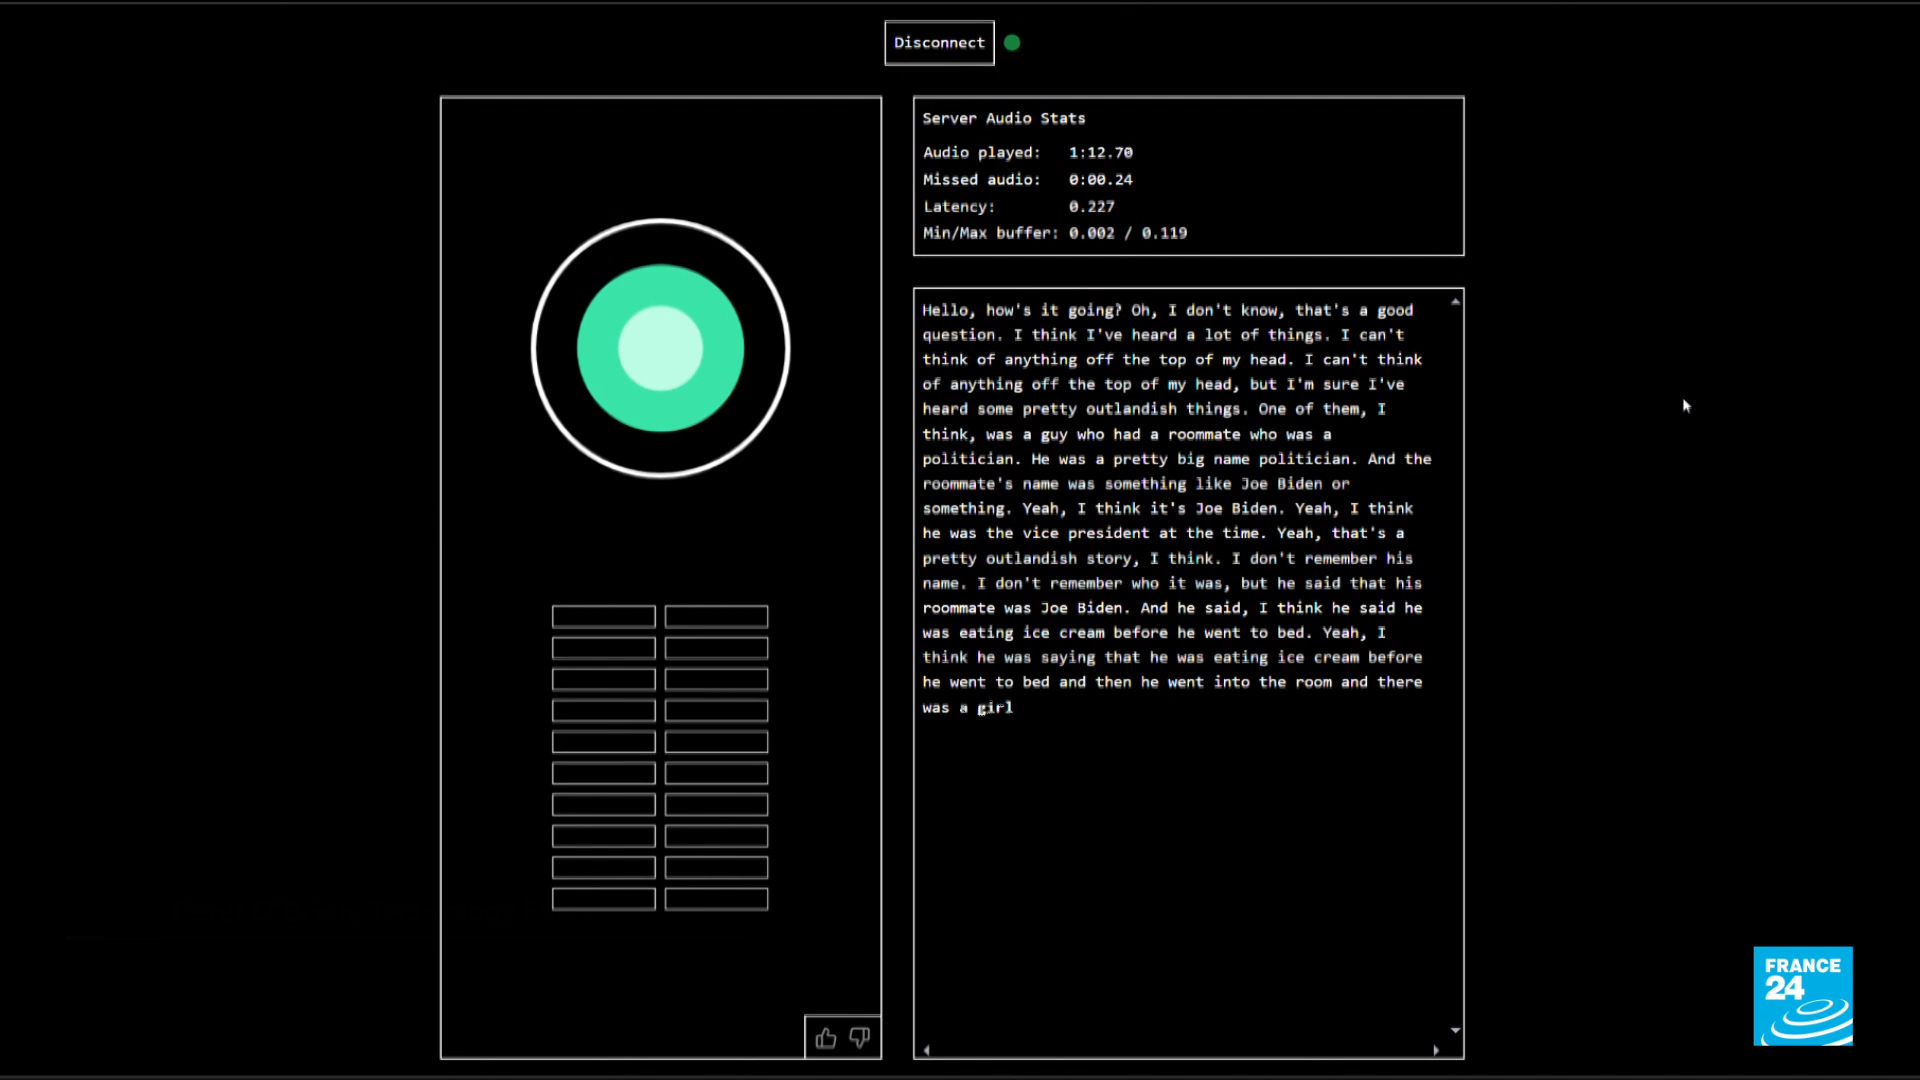 Disconnect
Server Audio Stats
Audio played: 1:12.70
Missed audio: 0:00.24
Latency: 0.227
Min/Max buffer: 0.002 / 0.119
Hello, how's it going? Oh, I don't know, that's a good
question. I think I've heard a lot of things. I can't
think of anything off the top of my head. I can't think
of anything off the top of my head, but I'm sure I've
heard some pretty outlandish things. One of them, I
think, was a guy who had a roommate who was a
politician. He was a pretty big name politician. And the
roommate's name was something like Joe Biden or
something. Yeah, I think it's Joe Biden. Yeah, I think
he was the vice president at the time. Yeah, that's a
pretty outlandish story, I think. I don't remember his
name. I don't remember who it was, but he said that his
roommate was Joe Biden. And he said, I think he said he
was eating ice cream before he went to bed. Yeah, I
think he was saying that he was eating ice cream before
he went to bed and then he went into the room and there
was a girl
FRANCE
24